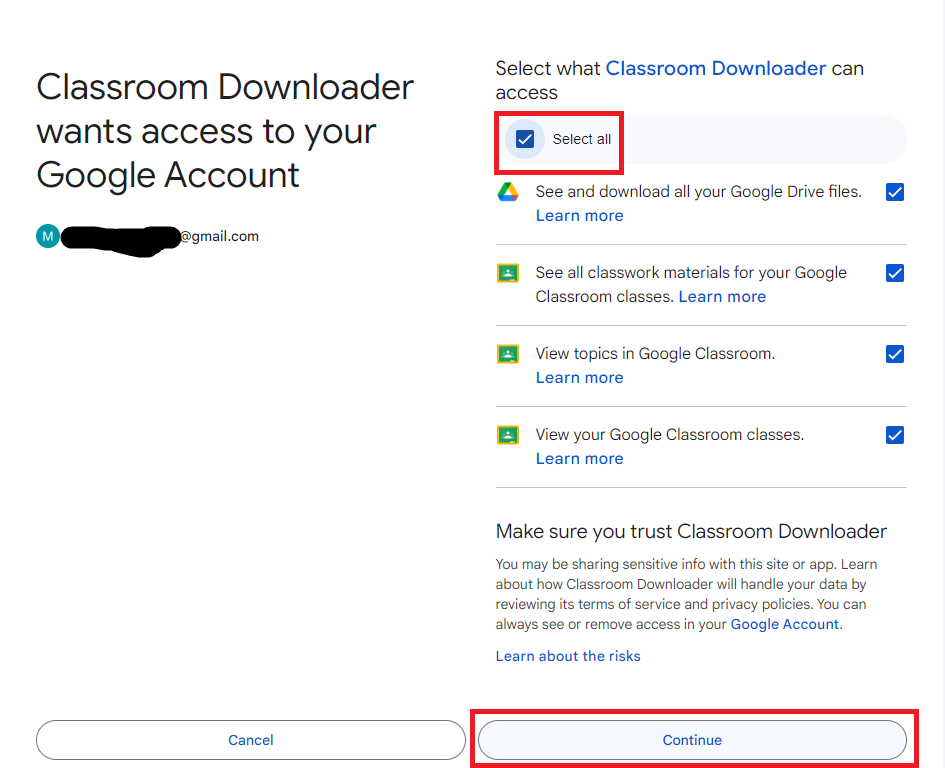 Classroom Downloader
wants access to your
Google Account
M
@gmail.com
Select what Classroom Downloader can
access
Select all
See and download all your Google Drive files.
Learn more
See all classwork materials for your Google
Classroom classes. Learn more
View topics in Google Classroom.
Learn more
View your Google Classroom classes.
Learn more
Make sure you trust Classroom Downloader
You may be sharing sensitive info with this site or app. Learn
about how Classroom Downloader will handle your data by
reviewing its terms of service and privacy policies. You can
always see or remove access in your Google Account.
Learn about the risks
Cancel
Continue